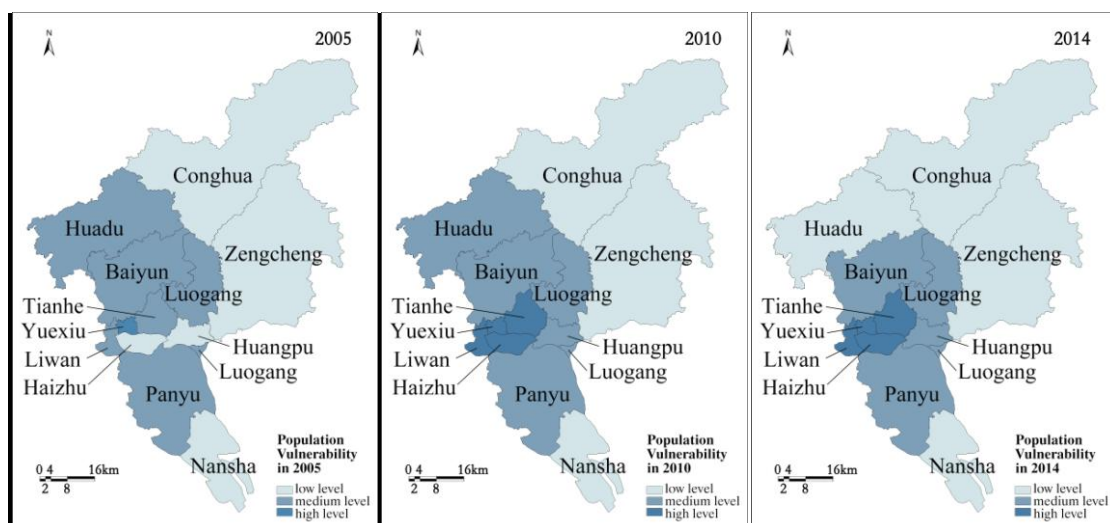 N
2005
Conghua
Huadu
Zengcheng
Baiyun
Luogang
Tianhe
Yuexiu
Liwan
Huangpu
Haizhu
Luogang
Panyu
Nansha
Population
Vulnerability
in 2005
0 4 16km
2 8
low level
medium level
high level
N
2010
Conghua
Huadu
Zengcheng
Baiyun
Luogang
Tianhe
Yuexiu
Liwan
Huangpu
Luogang
Haizhu
Panyu
Nansha
Population
Vulnerability
in 2010
0 4 16km
2 8
low level
medium level
high level
N
2014
Conghua
Huadu
Zengcheng
Baiyun
Luogang
Tianhe
Yuexiu
Liwan
Huangpu
Luogang
Haizhu
Panyu
Nansha
Population
Vulnerability
in 2014
0 4 16km
2 8
low level
medium level
high level